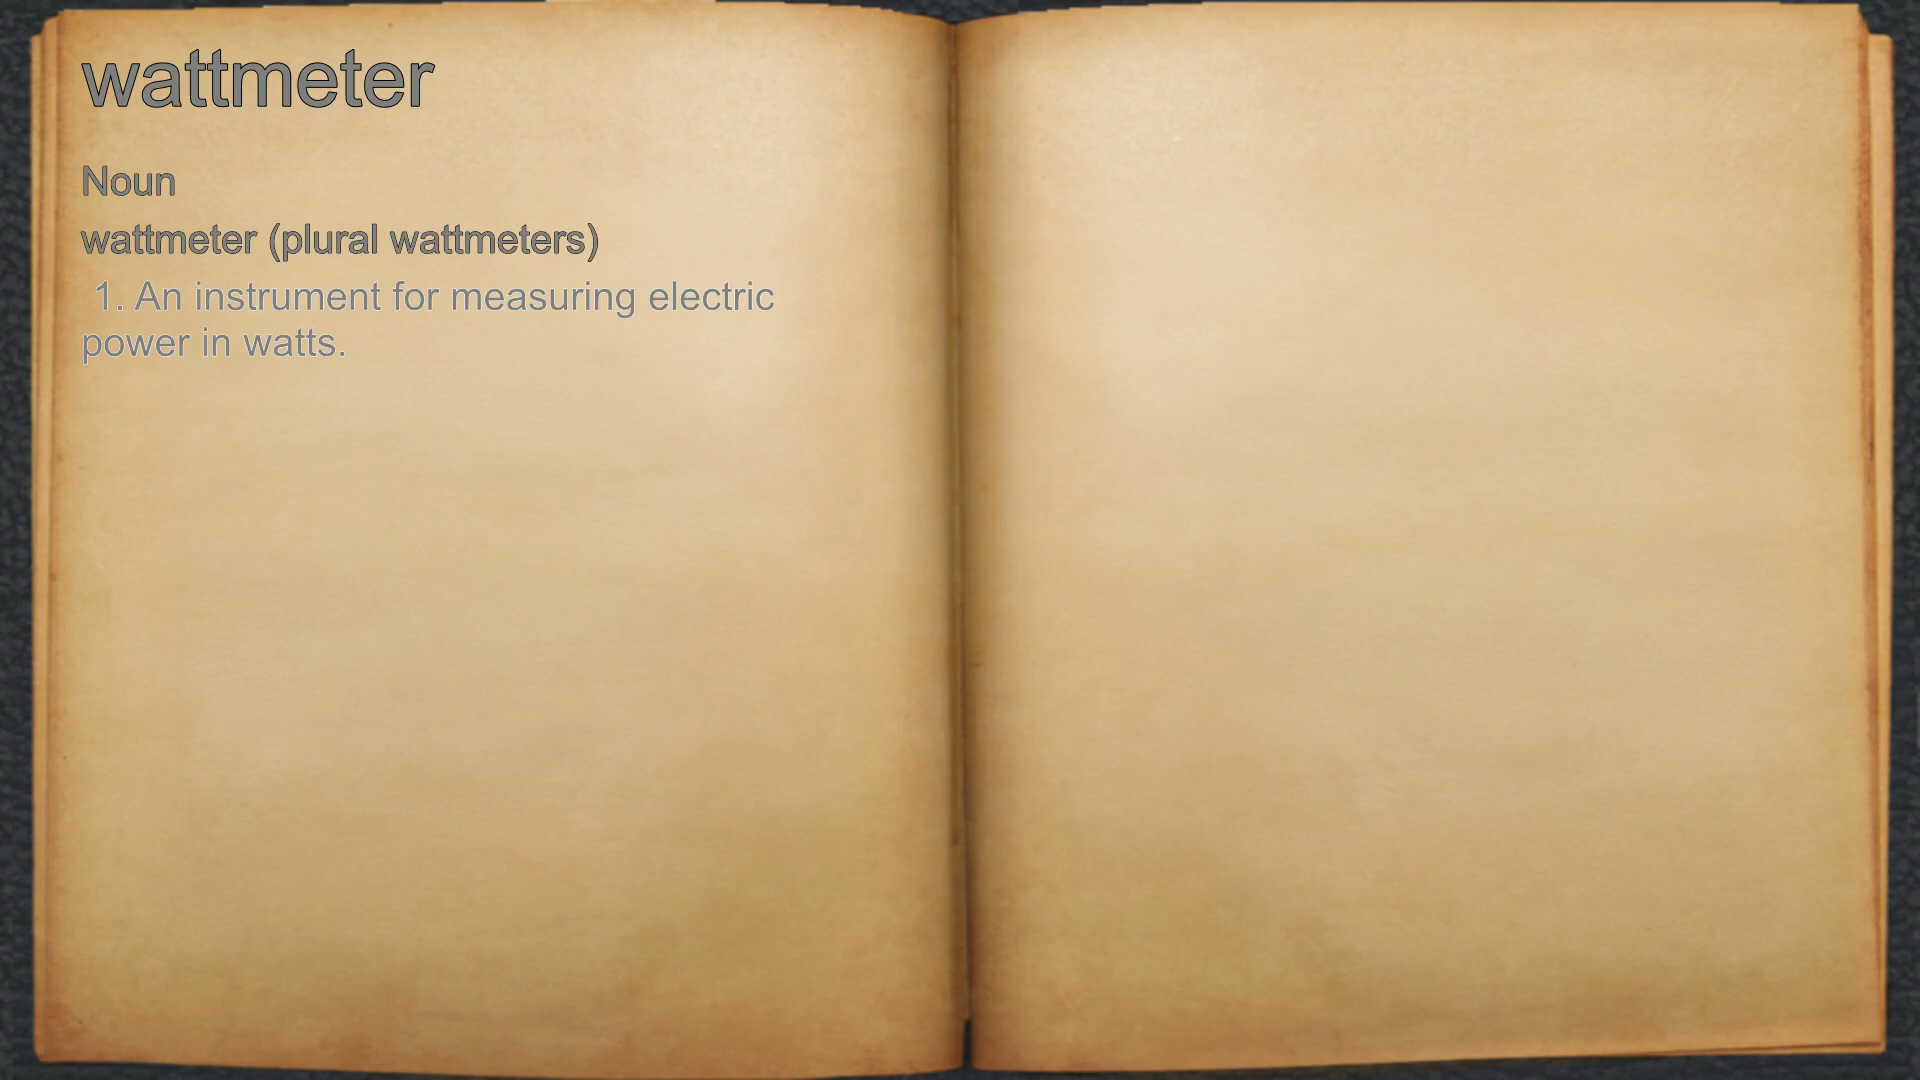 wattmeter
Noun
wattmeter (plural wattmeters)
1. An instrument for measuring electric
power in watts.